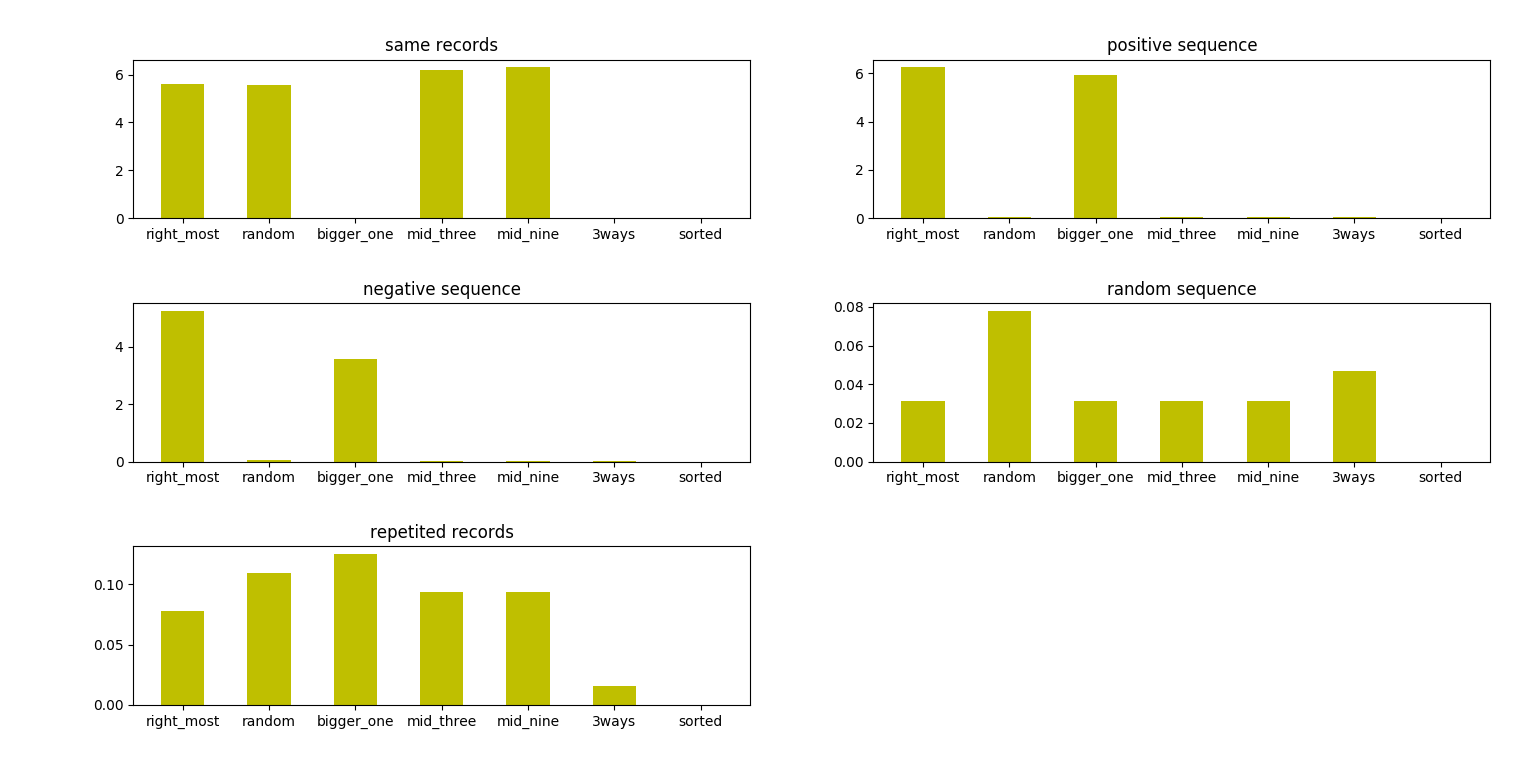 same records
6
4
2
0
right_most random bigger_one mid_three mid_nine 3ways sorted
positive sequence
6
4
2
0
right_most random bigger_one mid_three mid_nine 3ways sorted
negative sequence
4
2
0
right_most random bigger_one mid_three mid_nine 3ways sorted
random sequence
0.08
0.06
0.04
0.02
0.00
right_most random bigger_one mid_three mid_nine 3ways sorted
repetited records
0.10
0.05
0.00
right_most random bigger_one mid_three mid_nine 3ways sorted